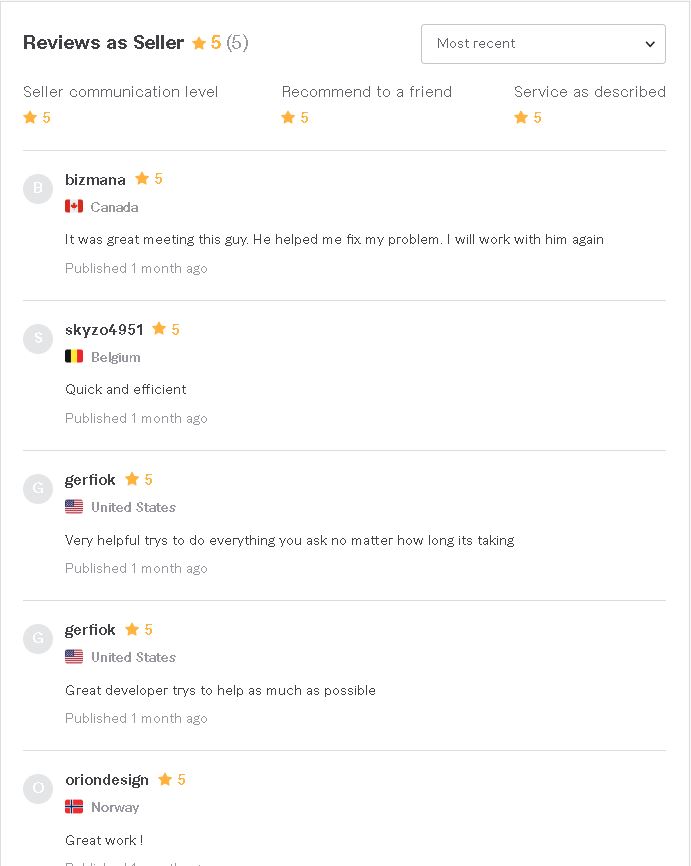 Reviews as Seller 5 (5)
Most recent
Seller communication level
5
Recommend to a friend
5
Service as described
5
B
bizmana 5
Canada
It was great meeting this guy. He helped me fix my problem. I will work with him again
Published 1 month ago
S
skyzo4951 5
Belgium
Quick and efficient
Published 1 month ago
G
gerfiok 5
United States
Very helpful trys to do everything you ask no matter how long its taking
Published 1 month ago
G
gerfiok 5
United States
Great developer trys to help as much as possible
Published 1 month ago
O
oriondesign 5
Norway
Great work !